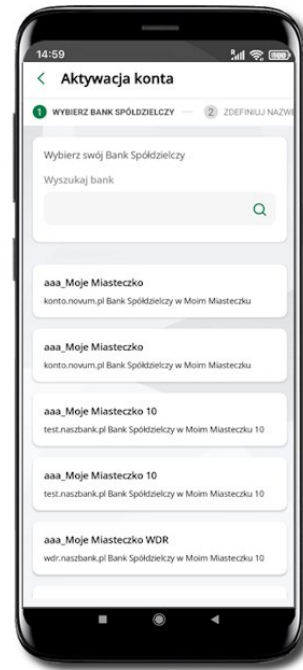 14:59
Aktywacja konta
1 WYBIERZ BANK SPÓŁDZIELCZY 2 ZDEFINIUJ NAZWĘ
Wybierz swój Bank Spółdzielczy
Wyszukaj bank
aaa_Moje Miasteczko
konto.novum.pl Bank Spółdzielczy w Moim Miasteczku
aaa_Moje Miasteczko
konto.novum.pl Bank Spółdzielczy w Moim Miasteczku
aaa_Moje Miasteczko 10
test.naszbank.pl Bank Spółdzielczy w Moim Miasteczku 10
aaa_Moje Miasteczko 10
test.naszbank.pl Bank Spółdzielczy w Moim Miasteczku 10
aaa_Moje Miasteczko WDR
wdr.naszbank.pl Bank Spółdzielczy w Moim Miasteczku 10